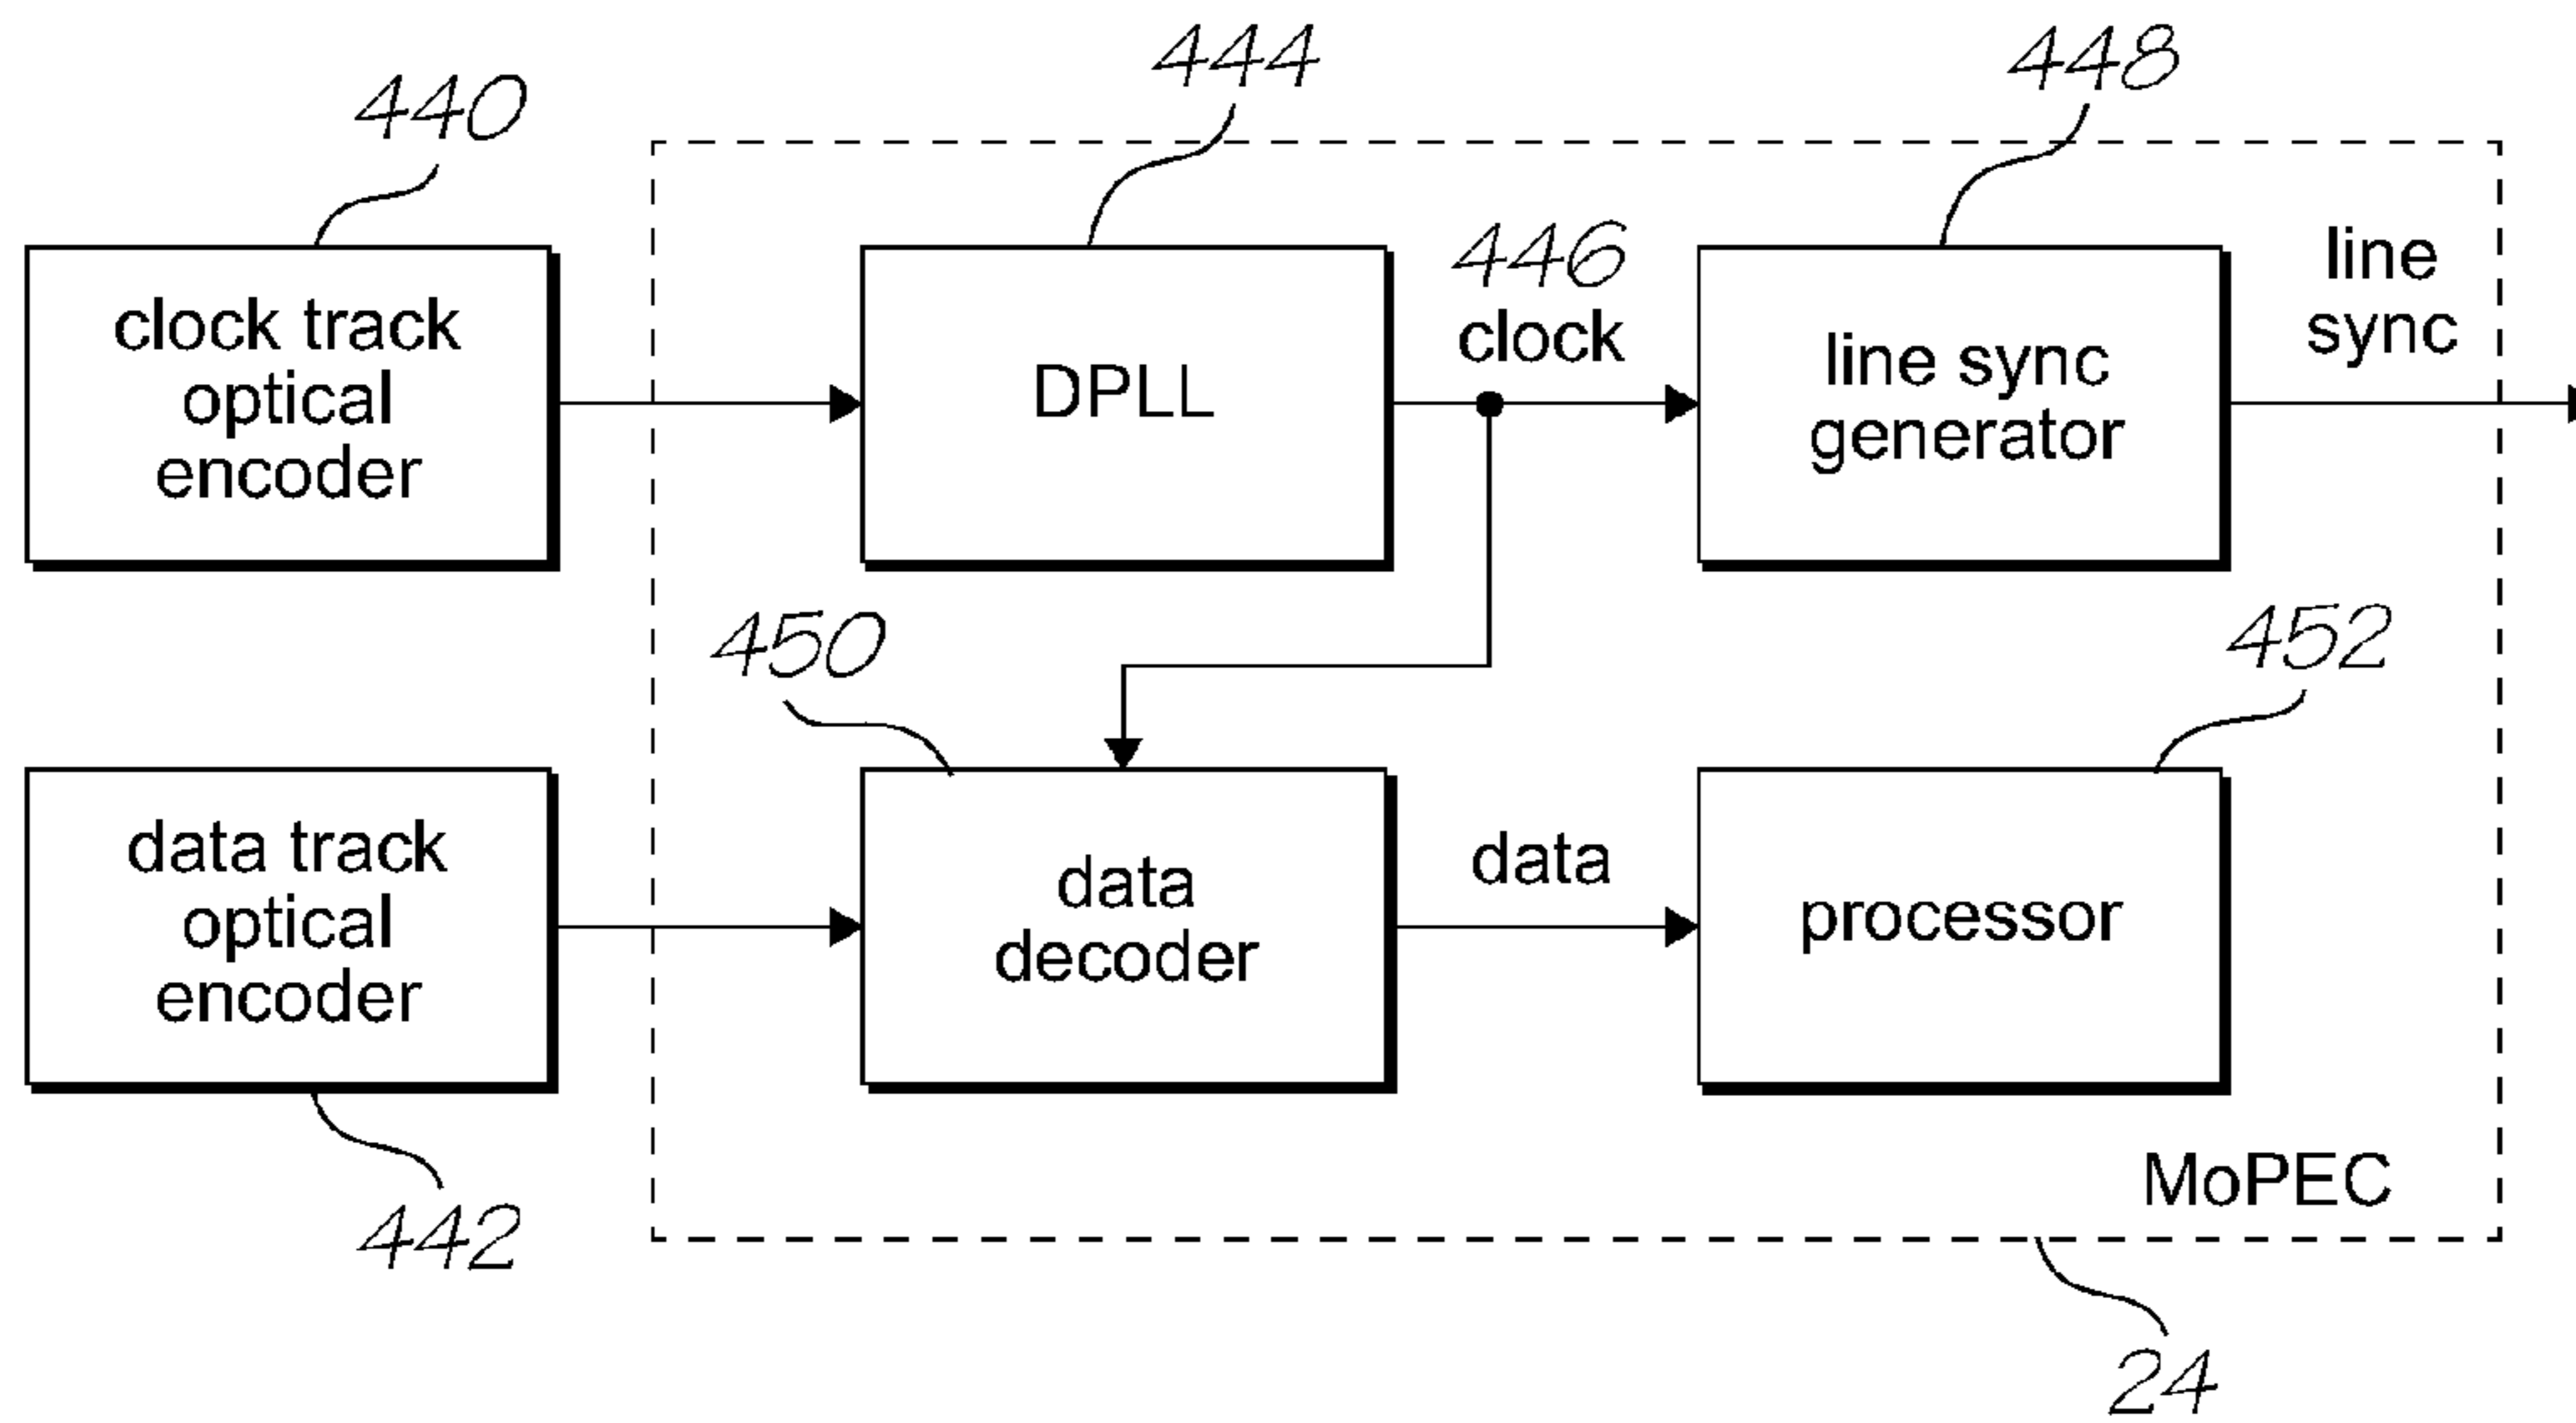 444
448
440
446
clock
line
sync
clock track
optical
encoder
DPLL
line sync
generator
450
452
data track
optical
encoder
data
decoder
data
processor
MoPEC
442
24